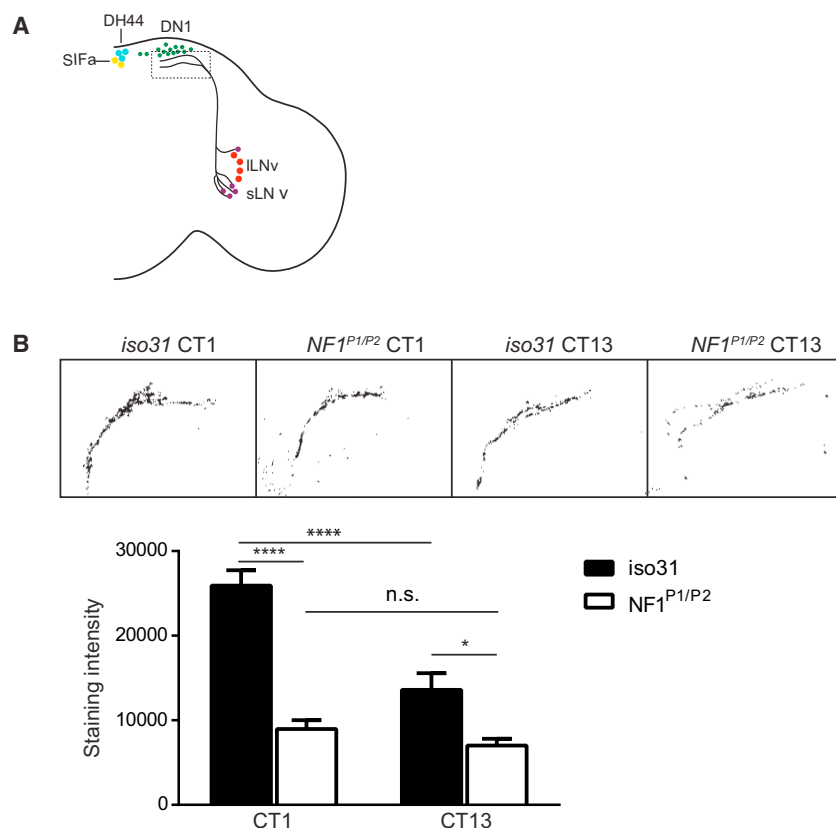 A
DH44
DN1
SIFa
lLNv
sLN v
B
iso31 CT1
NF1P1/P2 CT1
iso31 CT13
NF1P1/P2 CT13
****
****
n.s.
*
30000
20000
10000
0
Staining intensity
CT1
CT13
iso31
NF1P1/P2